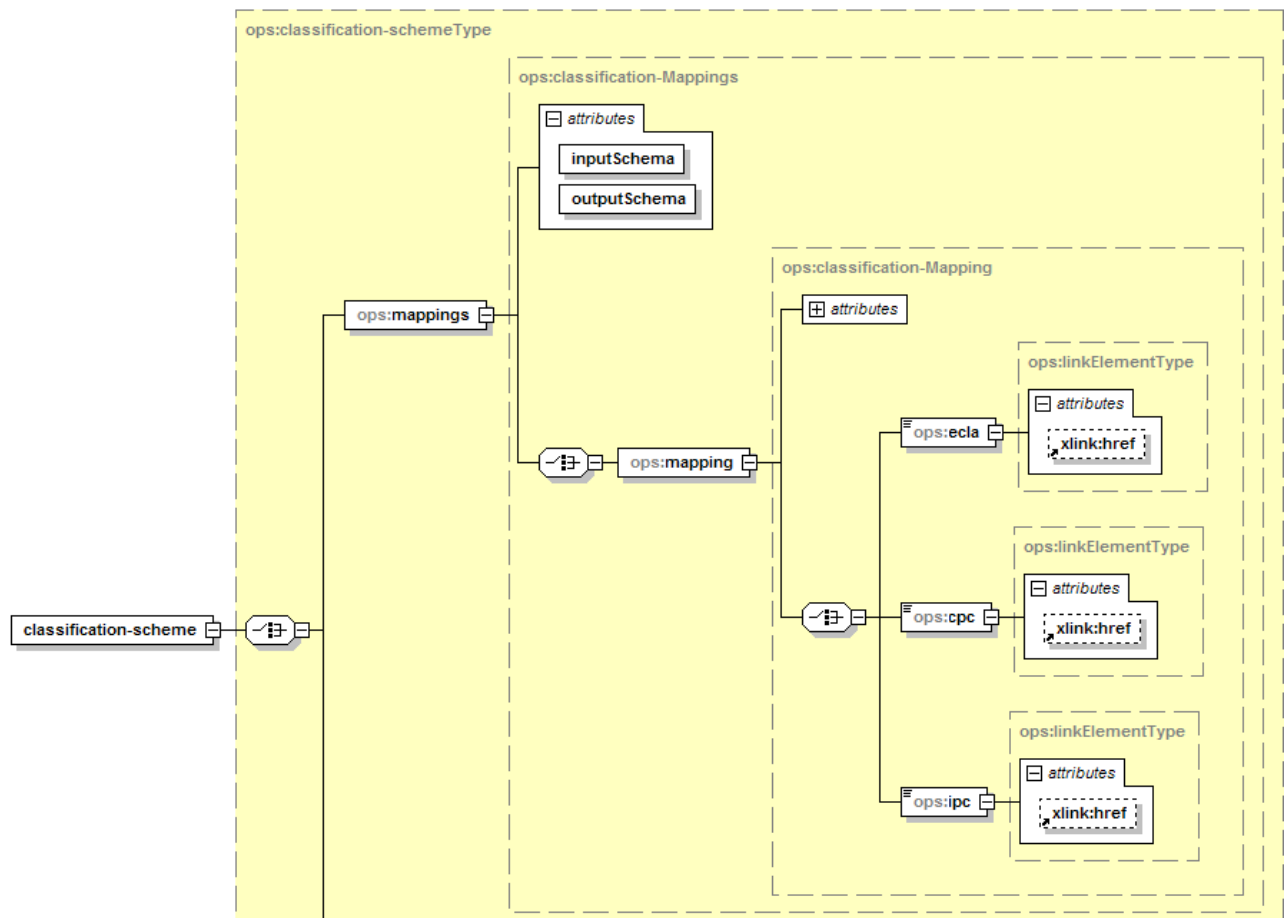 ops:classification-schemeType
ops:classification-Mappings
attributes
inputSchema
outputSchema
ops:classification-Mapping
ops:mappings
attributes
ops:linkElementType
attributes
ops:ecla
xlink:href
ops:mapping
ops:linkElementType
attributes
classification-scheme
ops:cpc
xlink:href
ops:linkElementType
attributes
ops:ipc
xlink:href